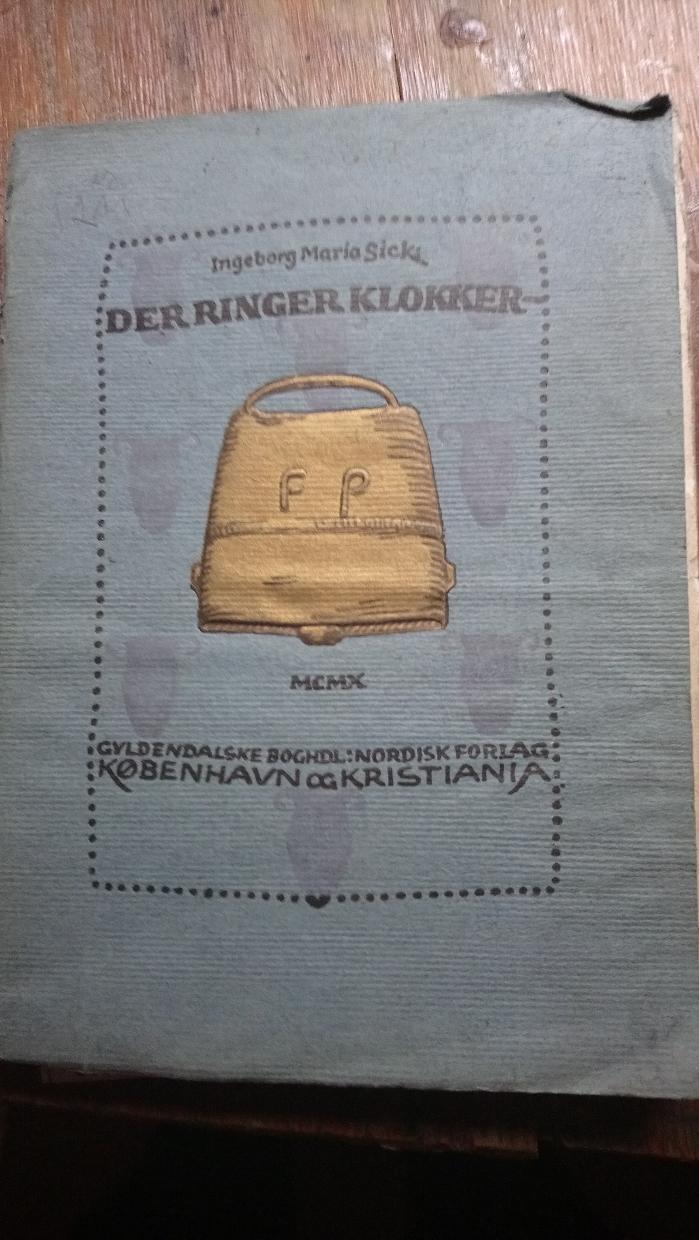 Ingeborg Maria Sick:
DER RINGER KLOKKER—
F P
MCMX
GYLDENDALSKE BOGHDL:NORDISK FORLAG
KØBENHAVN OG KRISTIANIA